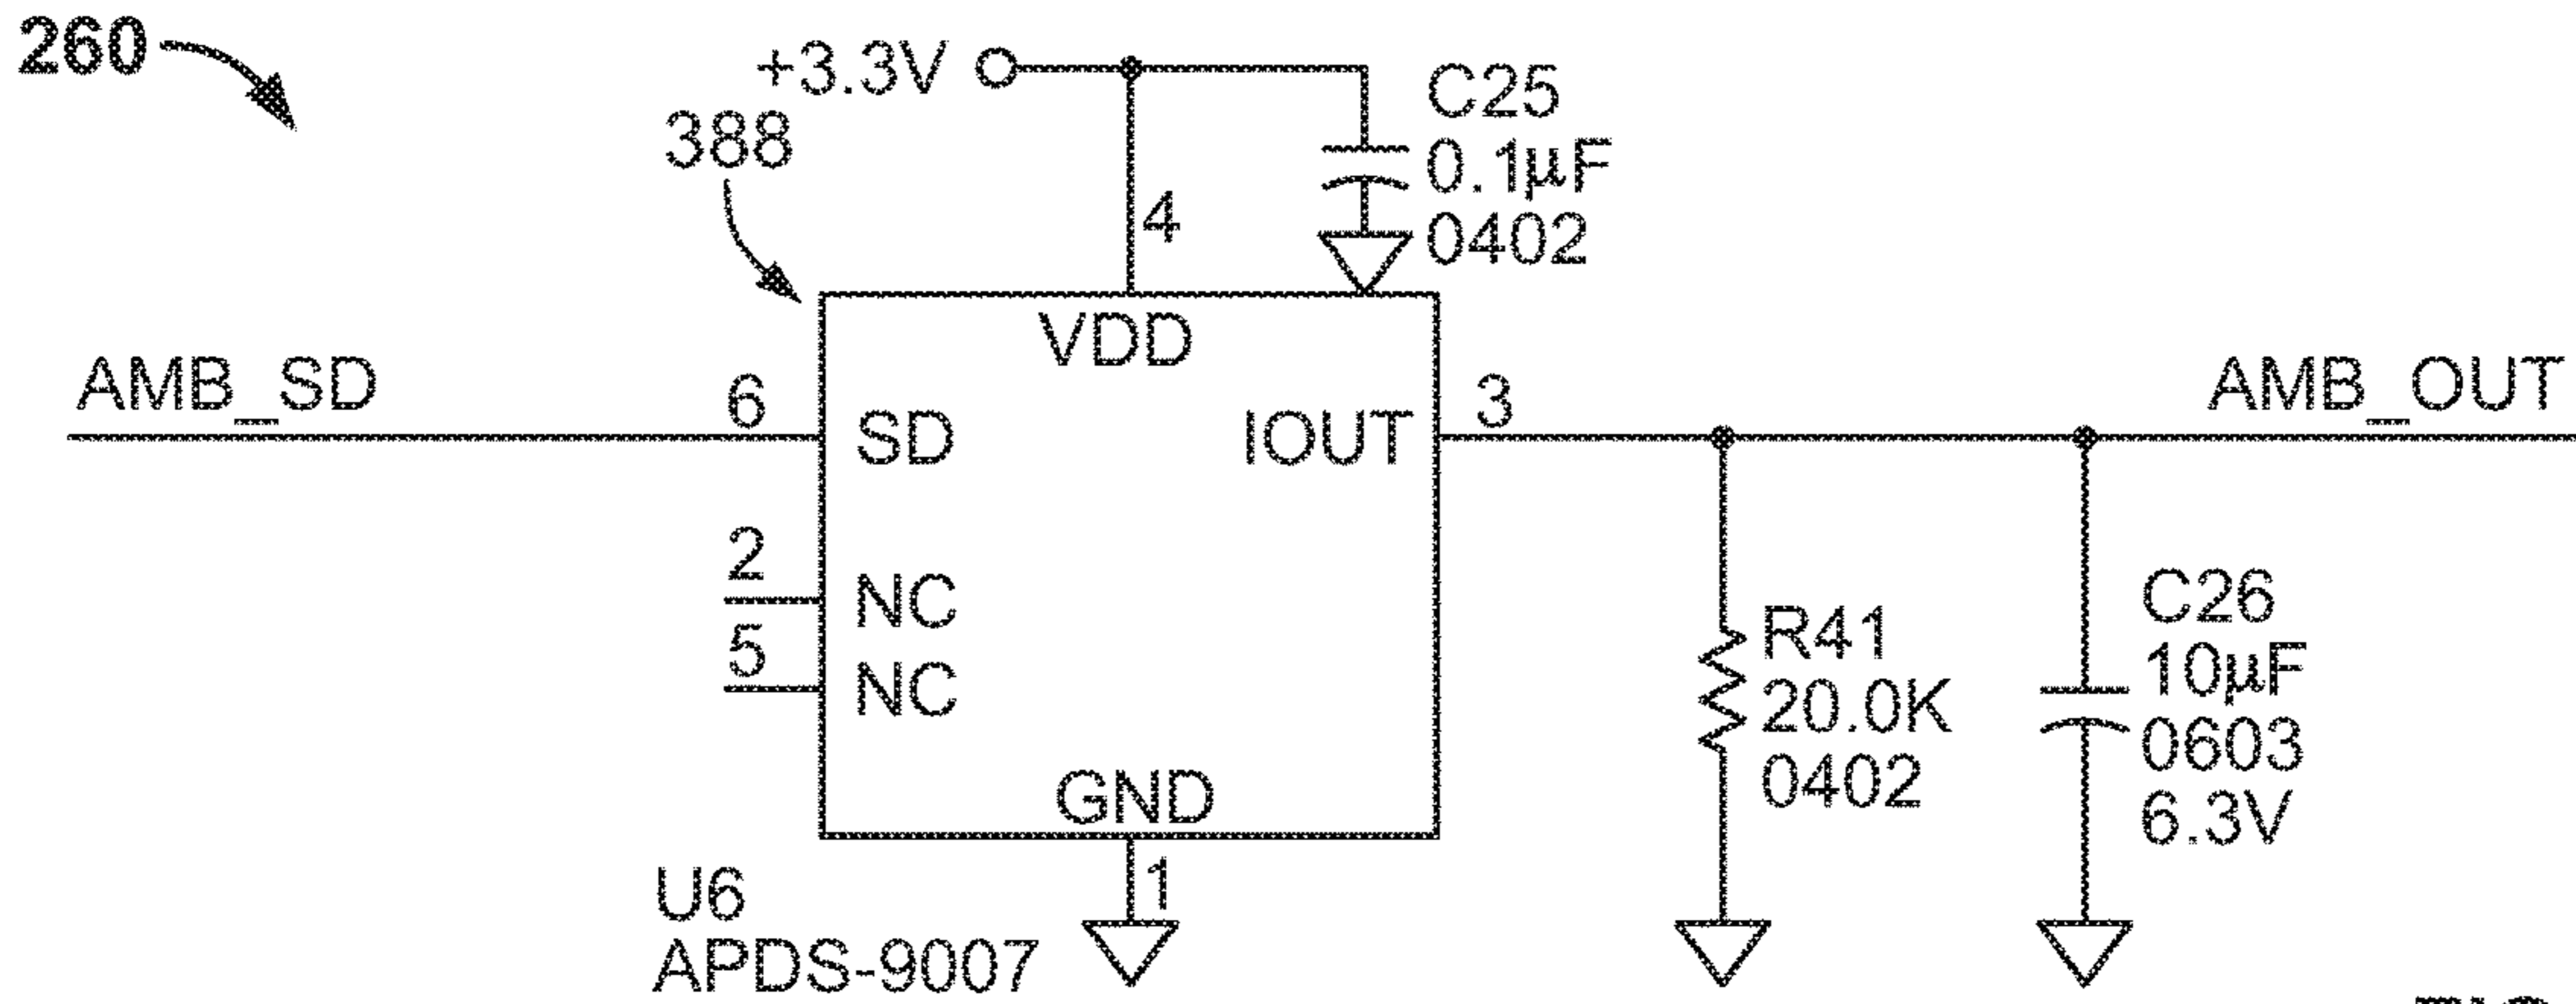 260
+3.3V
388
C25
0.1µF
0402
4
VDD
AMB_SD
6
SD
IOUT
3
AMB_OUT
2
NC
5
NC
GND
1
U6
APDS-9007
R41
20.0K
0402
C26
10µF
0603
6.3V